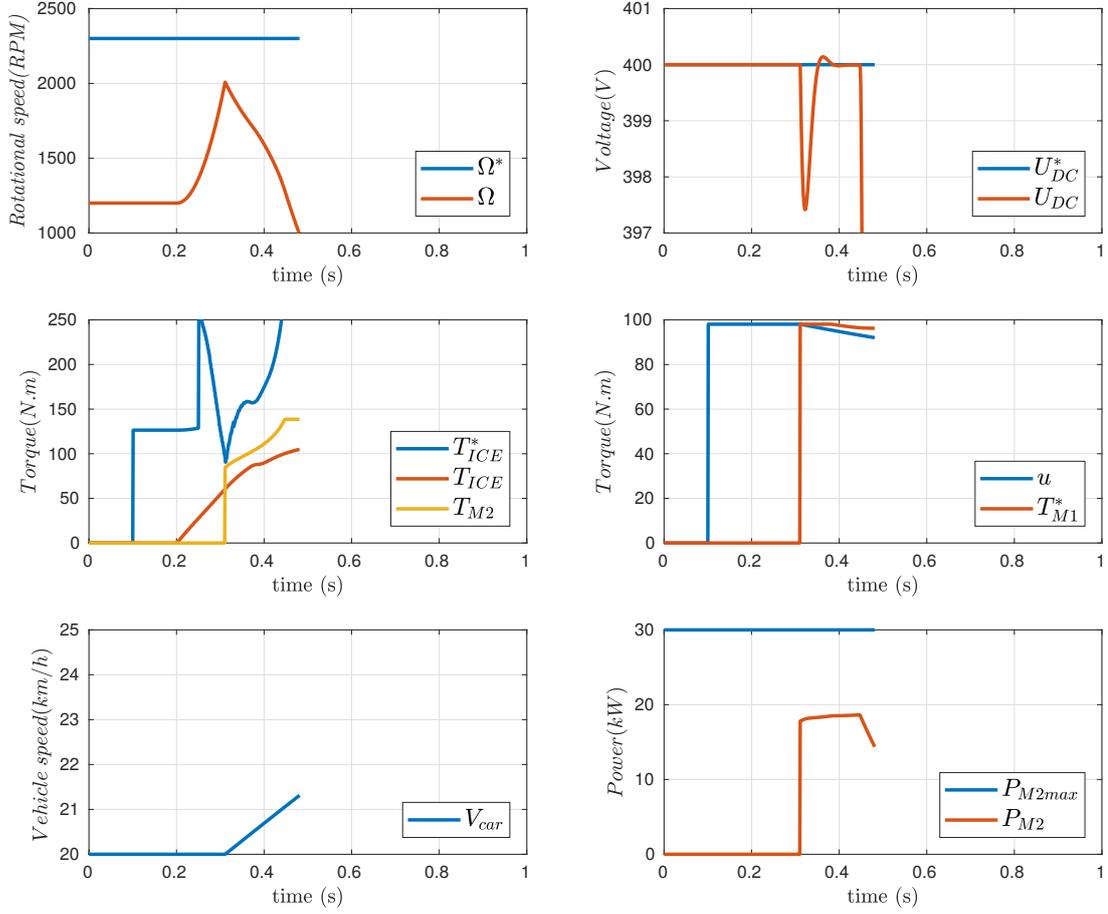 Rotational speed(RPM)
2500
2000
1500
1000
0 0.2 0.4 0.6 0.8 1
time (s)
Ω*
Ω
Voltage(V)
401
400
399
398
397
0 0.2 0.4 0.6 0.8 1
time (s)
U*DC
UDC
Torque(N.m)
250
200
150
100
50
0
0 0.2 0.4 0.6 0.8 1
time (s)
T*ICE
TICE
TM2
Torque(N.m)
100
80
60
40
20
0
0 0.2 0.4 0.6 0.8 1
time (s)
u
T*M1
Vehicle speed(km/h)
25
24
23
22
21
20
0 0.2 0.4 0.6 0.8 1
time (s)
Vcar
Power(kW)
30
20
10
0
0 0.2 0.4 0.6 0.8 1
time (s)
PM2max
PM2